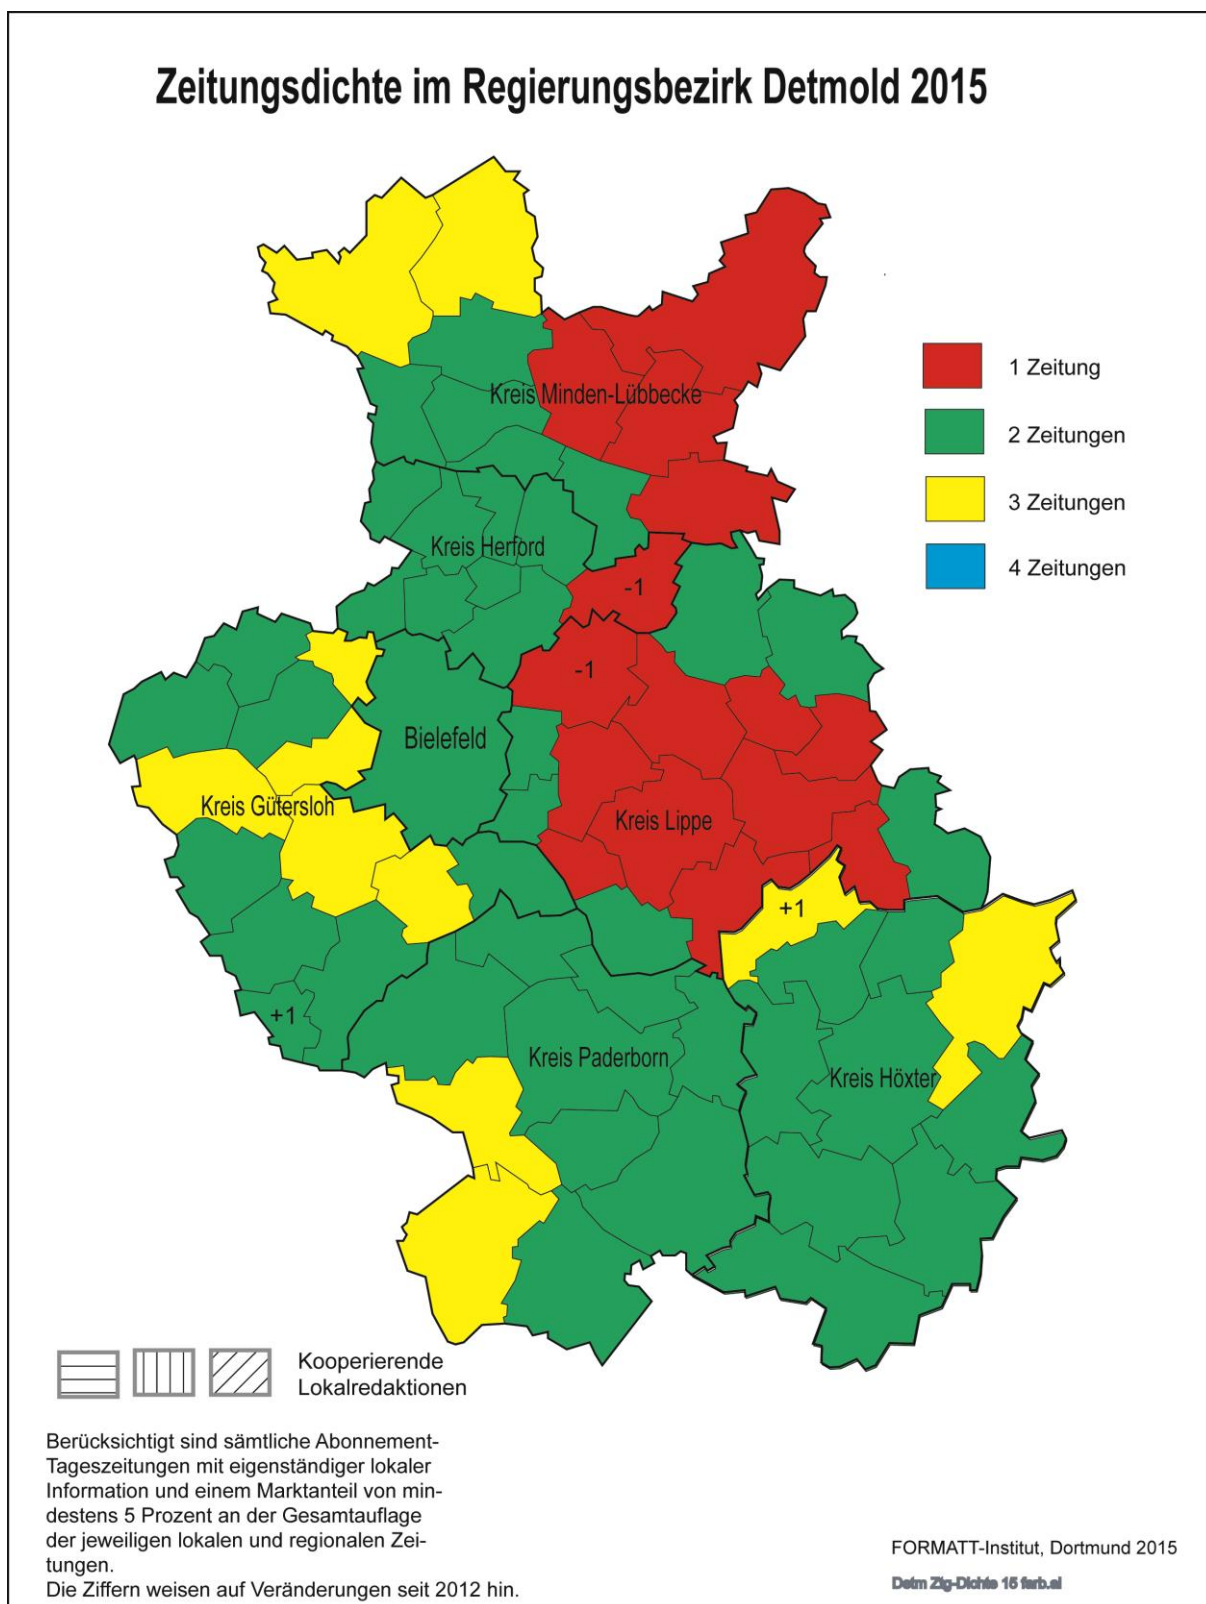 Zeitungsdichte im Regierungsbezirk Detmold 2015
1 Zeitung
2 Zeitungen
3 Zeitungen
4 Zeitungen
Kreis Minden-Lübbecke
Kreis Herford
-1
-1
Bielefeld
Kreis Gütersloh
Kreis Lippe
+1
+1
Kreis Paderborn
Kreis Höxter
Kooperierende
Lokalredaktionen
Berücksichtigt sind sämtliche Abonnement-
Tageszeitungen mit eigenständiger lokaler
Information und einem Marktanteil von min-
destens 5 Prozent an der Gesamtauflage
der jeweiligen lokalen und regionalen Zei-
tungen.
Die Ziffern weisen auf Veränderungen seit 2012 hin.
FORMATT-Institut, Dortmund 2015
Detm Ztg-Dichte 15 farb.ai